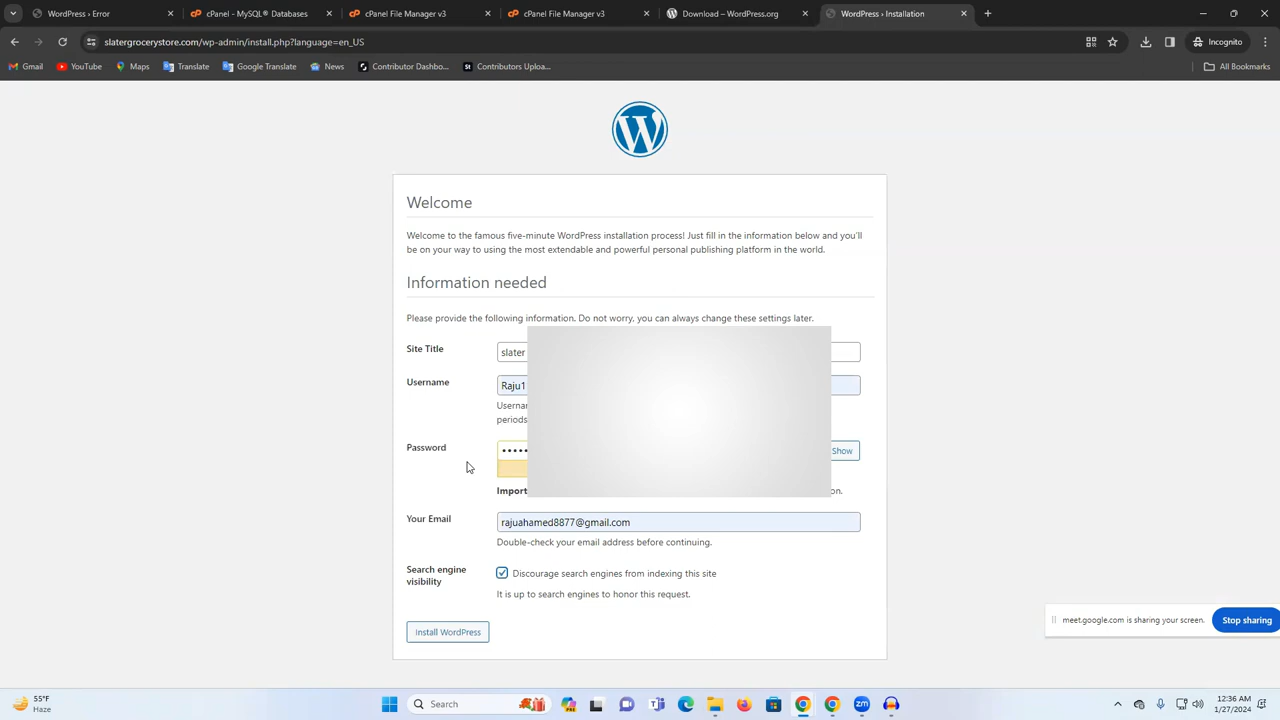 WordPress › Error
cPanel - MySQL® Databases
cPanel File Manager v3
cPanel File Manager v3
Download – WordPress.org
WordPress › Installation
slatergrocerystore.com/wp-admin/install.php?language=en_US
Incognito
Gmail
YouTube
Maps
Translate
Google Translate
News
Contributor Dashbo...
Contributors Uploa...
All Bookmarks
Welcome
Welcome to the famous five-minute WordPress installation process! Just fill in the information below and you'll
be on your way to using the most extendable and powerful personal publishing platform in the world.
Information needed
Please provide the following information. Do not worry, you can always change these settings later.
Site Title
slater
Username
Raju1
periods
Password
Show
Your Email
rajuahamed8877@gmail.com
Double-check your email address before continuing.
Search engine
visibility
Discourage search engines from indexing this site
It is up to search engines to honor this request.
Install WordPress
meet.google.com is sharing your screen.
Stop sharing
55°F
Haze
Search
12:36 AM
1/27/2024